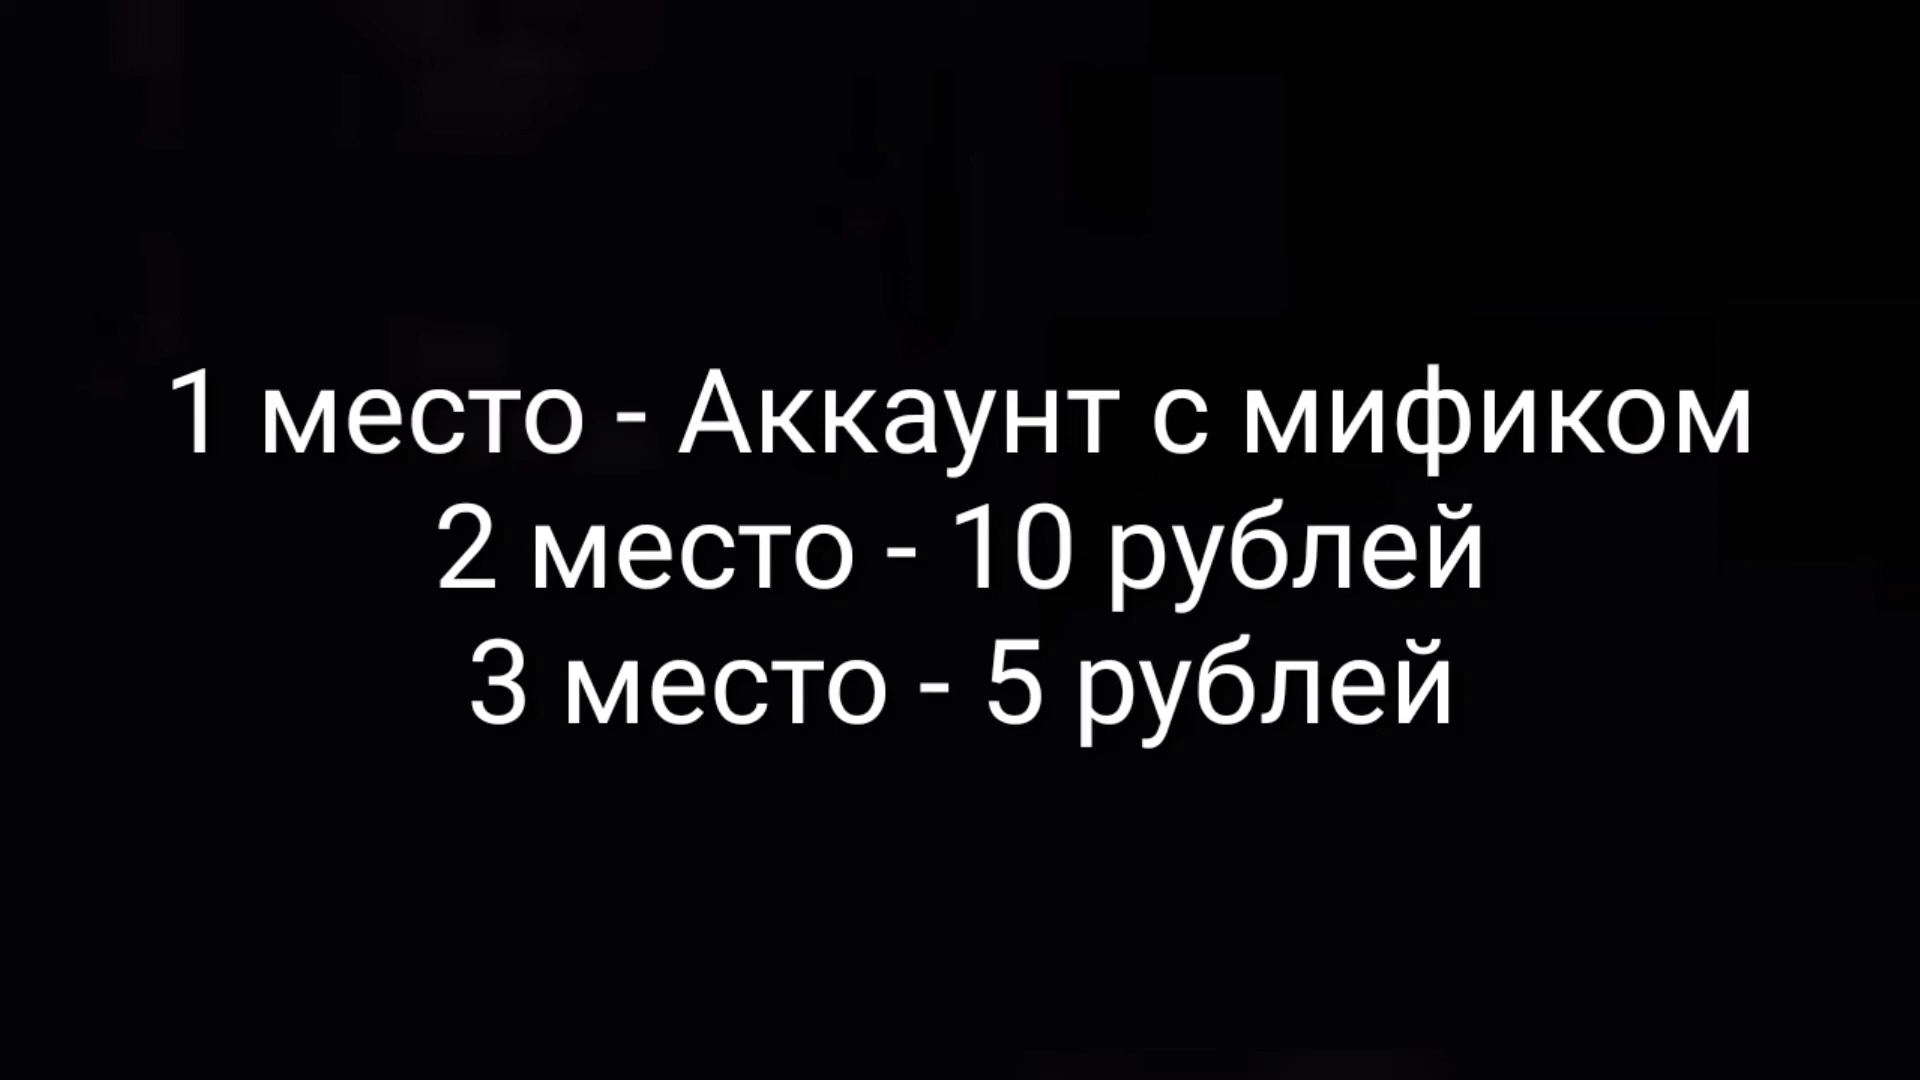 1 место - Аккаунт с мификом
2 место - 10 рублей
3 место - 5 рублей